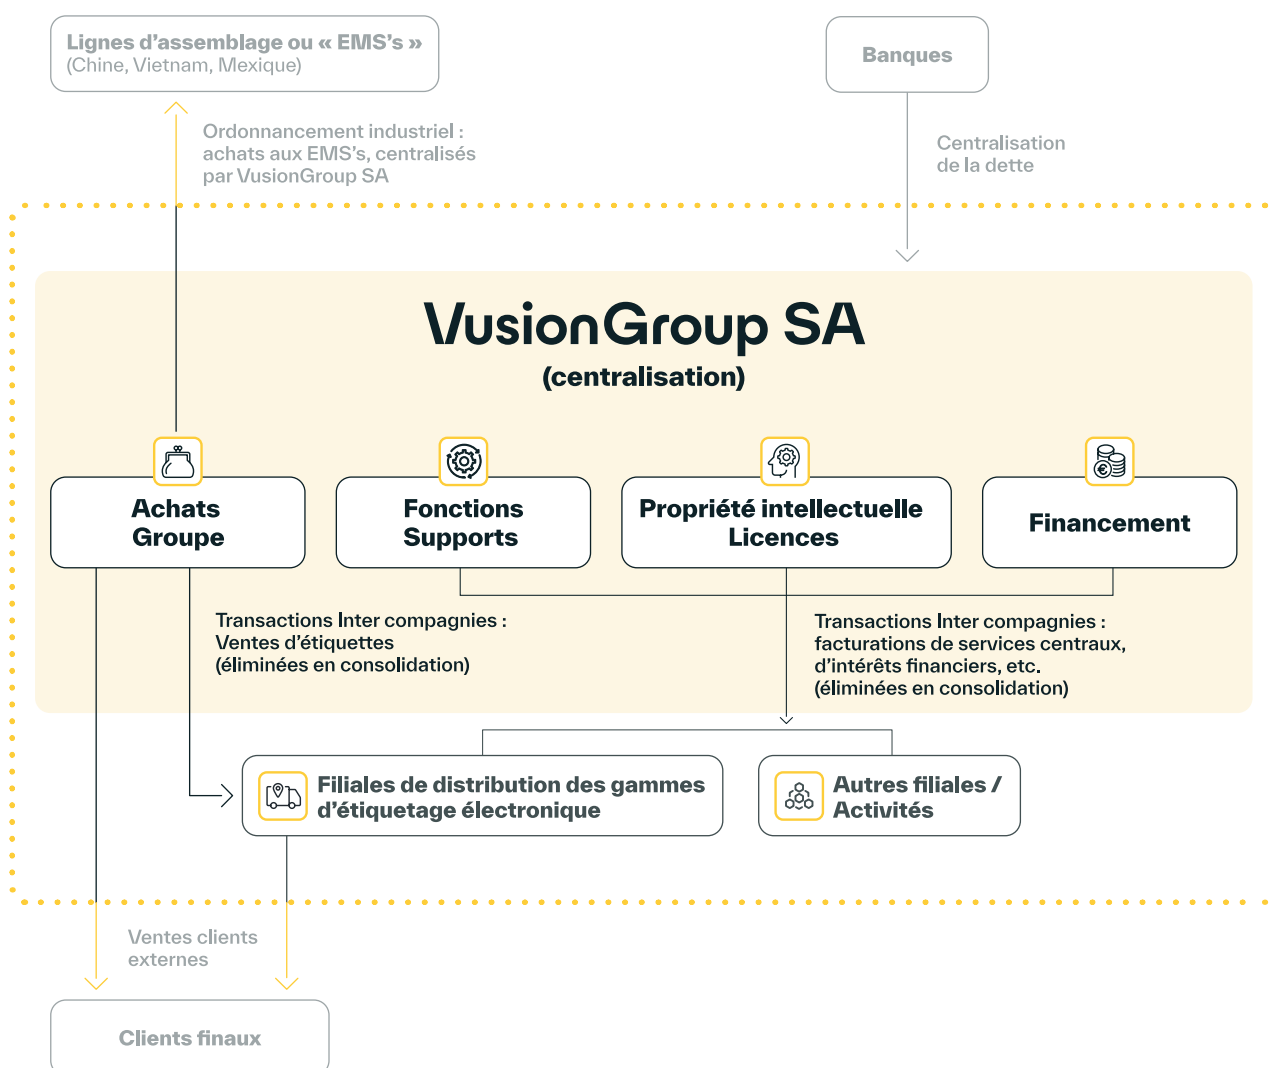 Lignes d’assemblage ou « EMS’s »
(Chine, Vietnam, Mexique)
Banques
Ordonnancement industriel :
achats aux EMS’s, centralisés
par VusionGroup SA
Centralisation
de la dette
VusionGroup SA
(centralisation)
Achats
Groupe
Fonctions
Supports
Propriété intellectuelle
Licences
Financement
Transactions Inter compagnies :
Ventes d’étiquettes
(éliminées en consolidation)
Transactions Inter compagnies :
facturations de services centraux,
d’intérêts financiers, etc.
(éliminées en consolidation)
Filiales de distribution des gammes
d’étiquetage électronique
Autres filiales /
Activités
Ventes clients
externes
Clients finaux